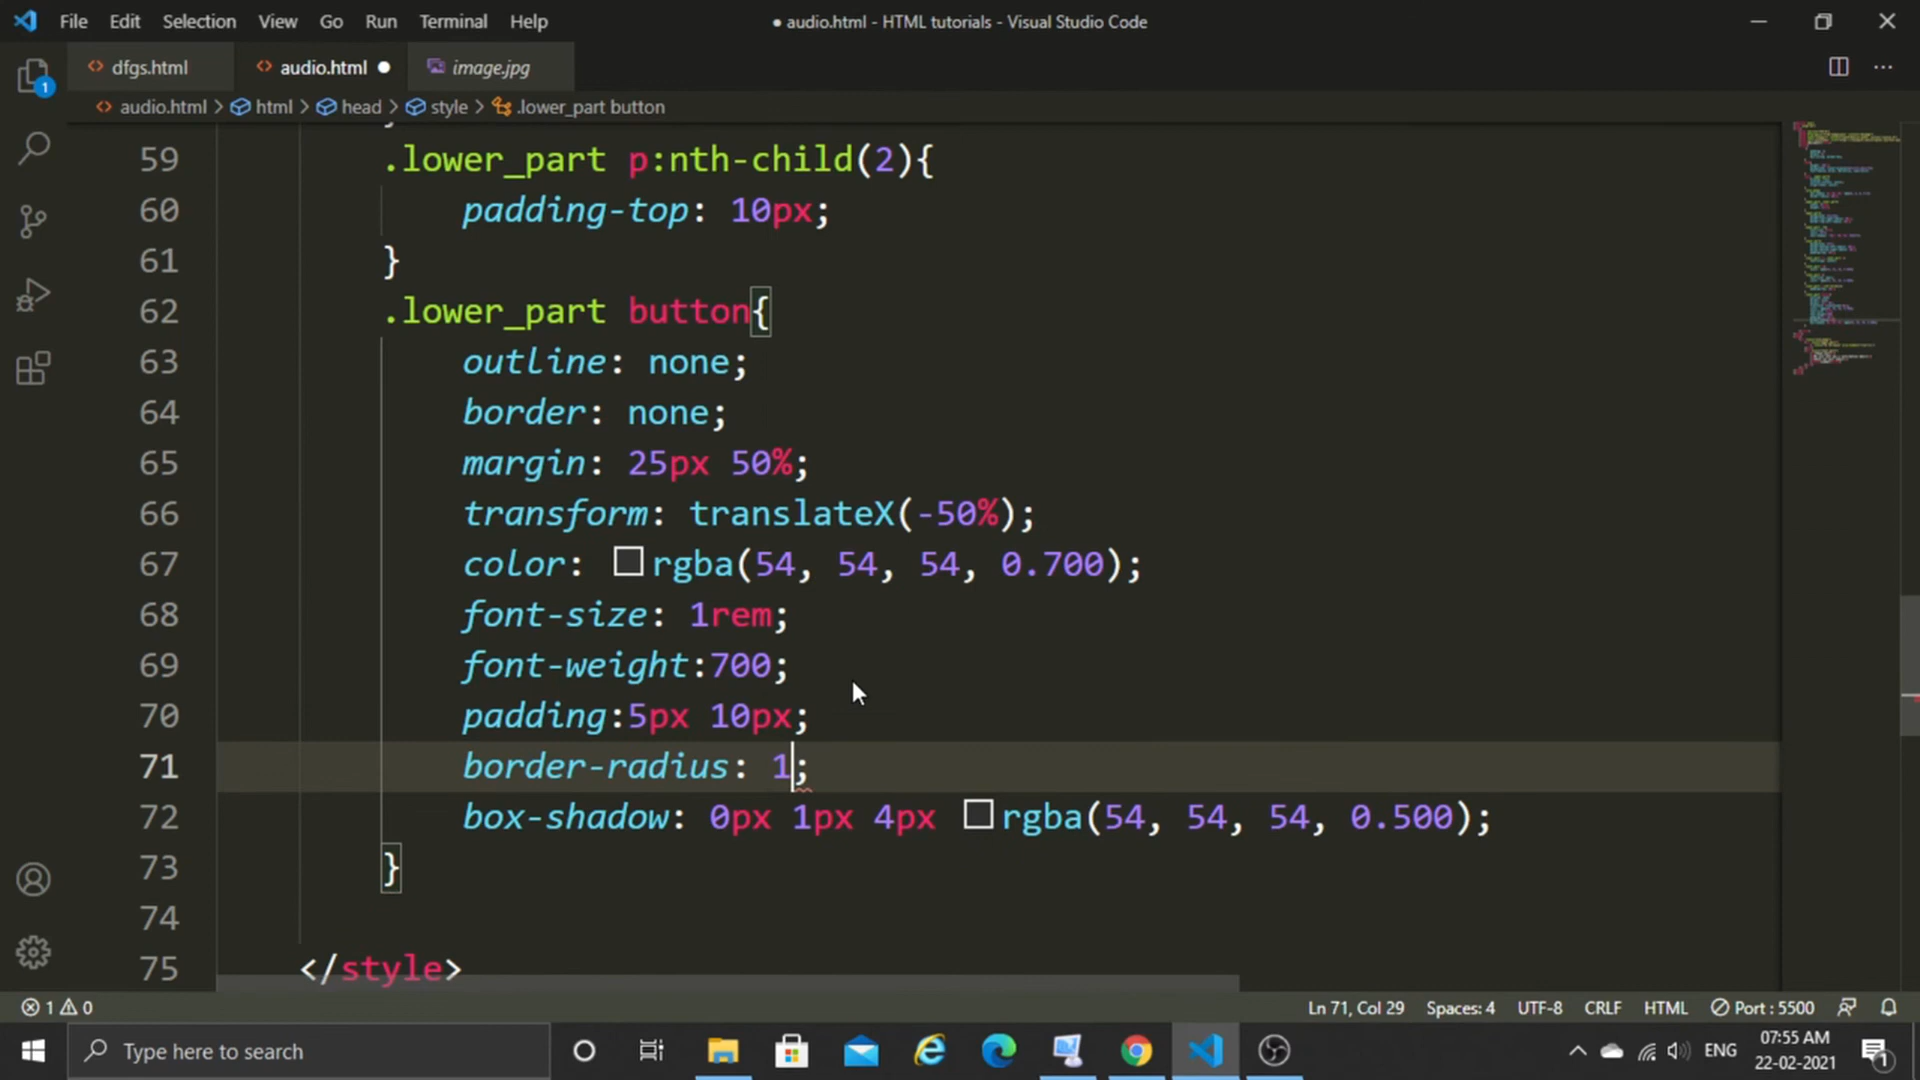 File Edit Selection View Go Run Terminal Help ● audio.html - HTML tutorials - Visual Studio Code
dfgs.html audio.html ● image.jpg
audio.html > html > head > style > .lower_part button
1
59 .lower_part p:nth-child(2){
60 padding-top: 10px;
61 }
62 .lower_part button{
63 outline: none;
64 border: none;
65 margin: 25px 50%;
66 transform: translateX(-50%);
67 color: rgba(54, 54, 54, 0.700);
68 font-size: 1rem;
69 font-weight:700;
70 padding:5px 10px;
71 border-radius: 1;
72 box-shadow: 0px 1px 4px rgba(54, 54, 54, 0.500);
73 }
74
75 </style>
1 0 Ln 71, Col 29 Spaces: 4 UTF-8 CRLF HTML Port : 5500
Type here to search ENG 07:55 AM 1
22-02-2021